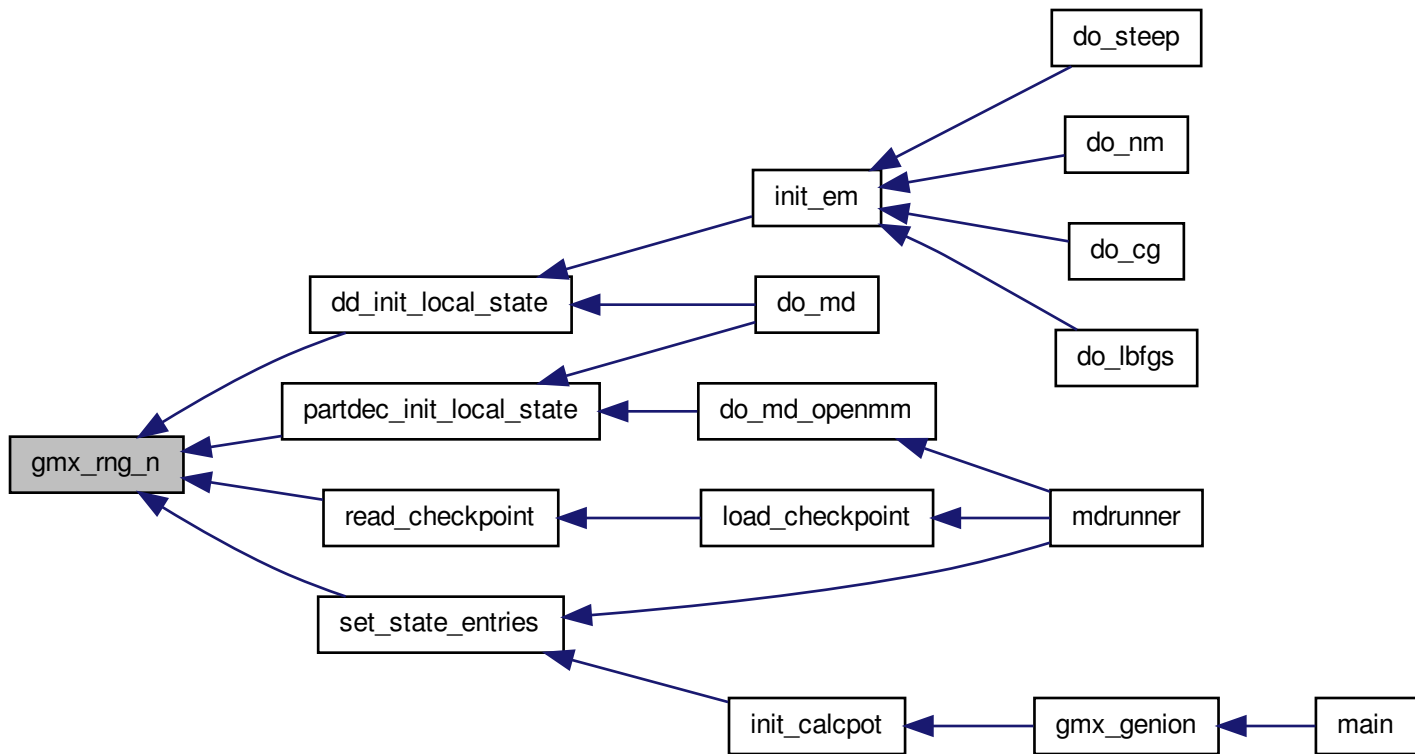 do_steep
do_nm
init_em
do_cg
dd_init_local_state
do_md
do_lbfgs
partdec_init_local_state
do_md_openmm
gmx_rng_n
read_checkpoint
load_checkpoint
mdrunner
set_state_entries
init_calcpot
gmx_genion
main